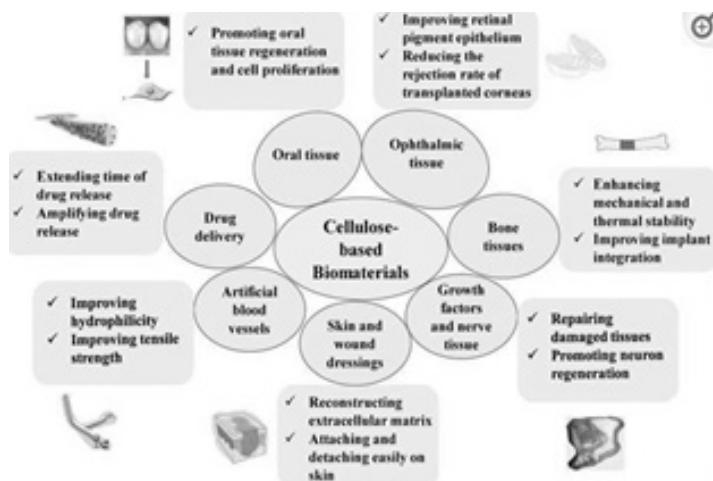 ✓ Promoting oral
tissue regeneration
and cell proliferation
✓ Improving retinal
pigment epithelium
✓ Reducing the
rejection rate of
transplanted corneas
Oral tissue
Ophthalmic
tissue
✓ Extending time of
drug release
✓ Amplifying drug
release
Drug
delivery
Cellulose-
based
Biomaterials
Bone
tissues
✓ Enhancing
mechanical and
thermal stability
✓ Improving implant
integration
Artificial
blood
vessels
Growth
factors
and nerve
tissue
Skin and
wound
dressings
✓ Improving
hydrophilicity
✓ Improving tensile
strength
✓ Repairing
damaged tissues
✓ Promoting neuron
regeneration
✓ Reconstructing
extracellular matrix
✓ Attaching and
detaching easily on
skin